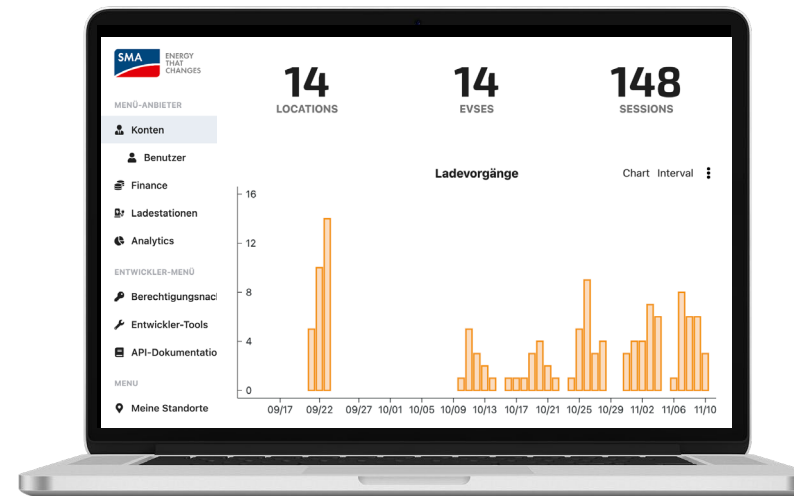 SMA
ENERGY
THAT
CHANGES
MENÜ-ANBIETER
Konten
Benutzer
Finance
Ladestationen
Analytics
ENTWICKLER-MENÜ
Berechtigungsnac
Entwickler-Tools
API-Dokumentatio
MENU
Meine Standorte
14 14 148
LOCATIONS EVSES SESSIONS
Ladevorgänge Chart Interval
16
12
8
4
0
09/17 09/22 09/27 10/01 10/05 10/09 10/13 10/17 10/21 10/25 10/29 11/02 11/06 11/10